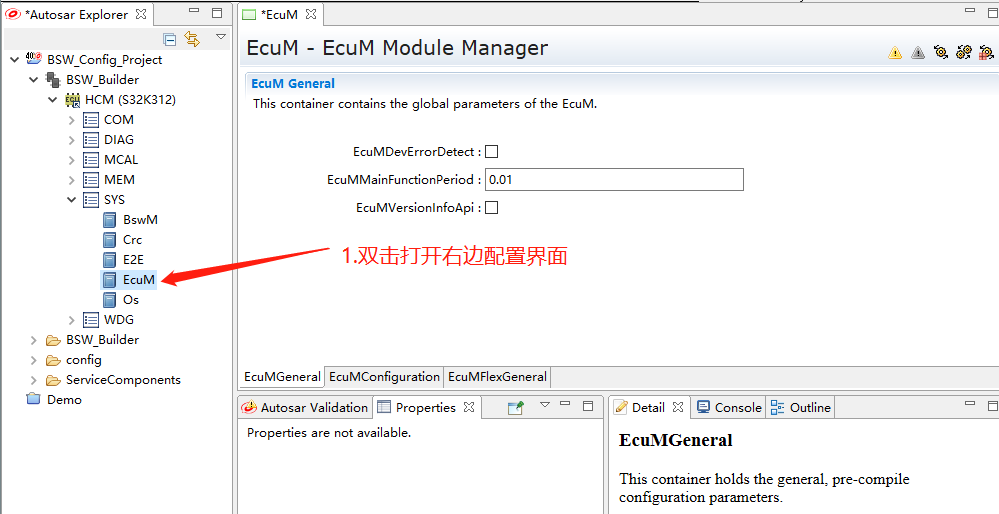 *Autosar Explorer
BSW_Config_Project
BSW_Builder
HCM (S32K312)
COM
DIAG
MCAL
MEM
SYS
BswM
Crc
E2E
EcuM
Os
WDG
BSW_Builder
config
ServiceComponents
Demo
*EcuM
EcuM - EcuM Module Manager
EcuM General
This container contains the global parameters of the EcuM.
EcuMDevErrorDetect :
EcuMMainFunctionPeriod : 0.01
EcuMVersionInfoApi :
1.双击打开右边配置界面
EcuMGeneral EcuMConfiguration EcuMFlexGeneral
Autosar Validation Properties
Properties are not available.
Detail Console Outline
EcuMGeneral
This container holds the general, pre-compile
configuration parameters.